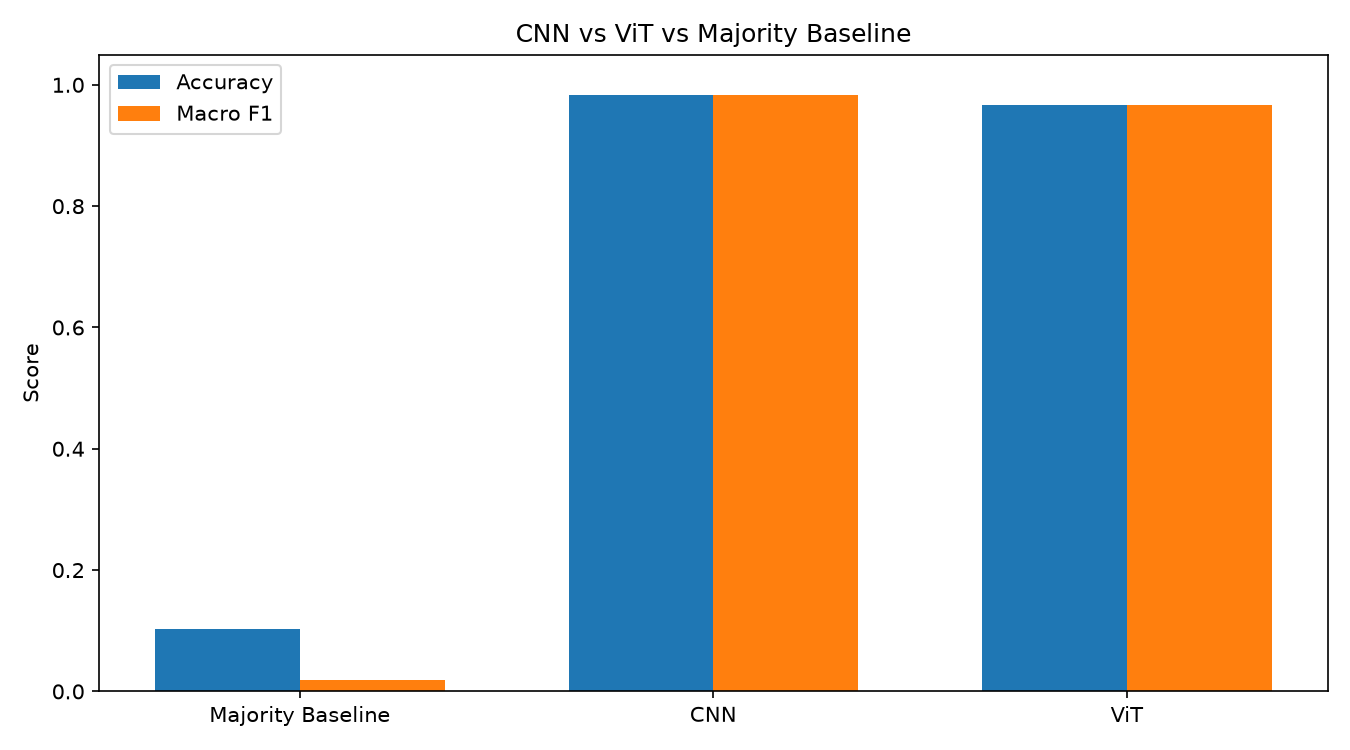 CNN vs ViT vs Majority Baseline
Accuracy
Macro F1
Score
1.0
0.8
0.6
0.4
0.2
0.0
Majority Baseline
CNN
ViT